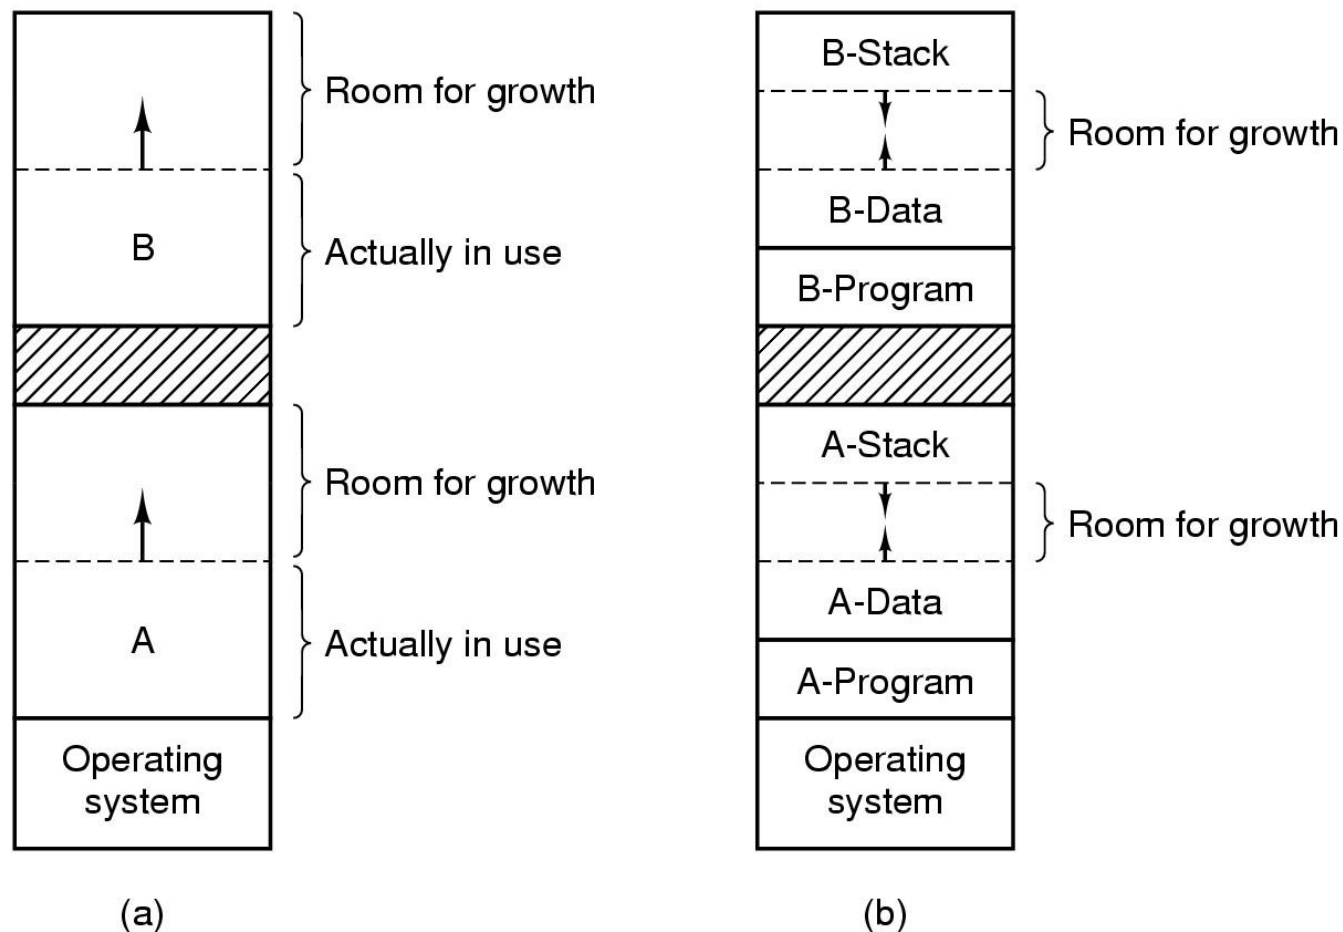 Room for growth
B
Actually in use
Room for growth
A
Actually in use
Operating
system
(a)
B-Stack
Room for growth
B-Data
B-Program
A-Stack
Room for growth
A-Data
A-Program
Operating
system
(b)